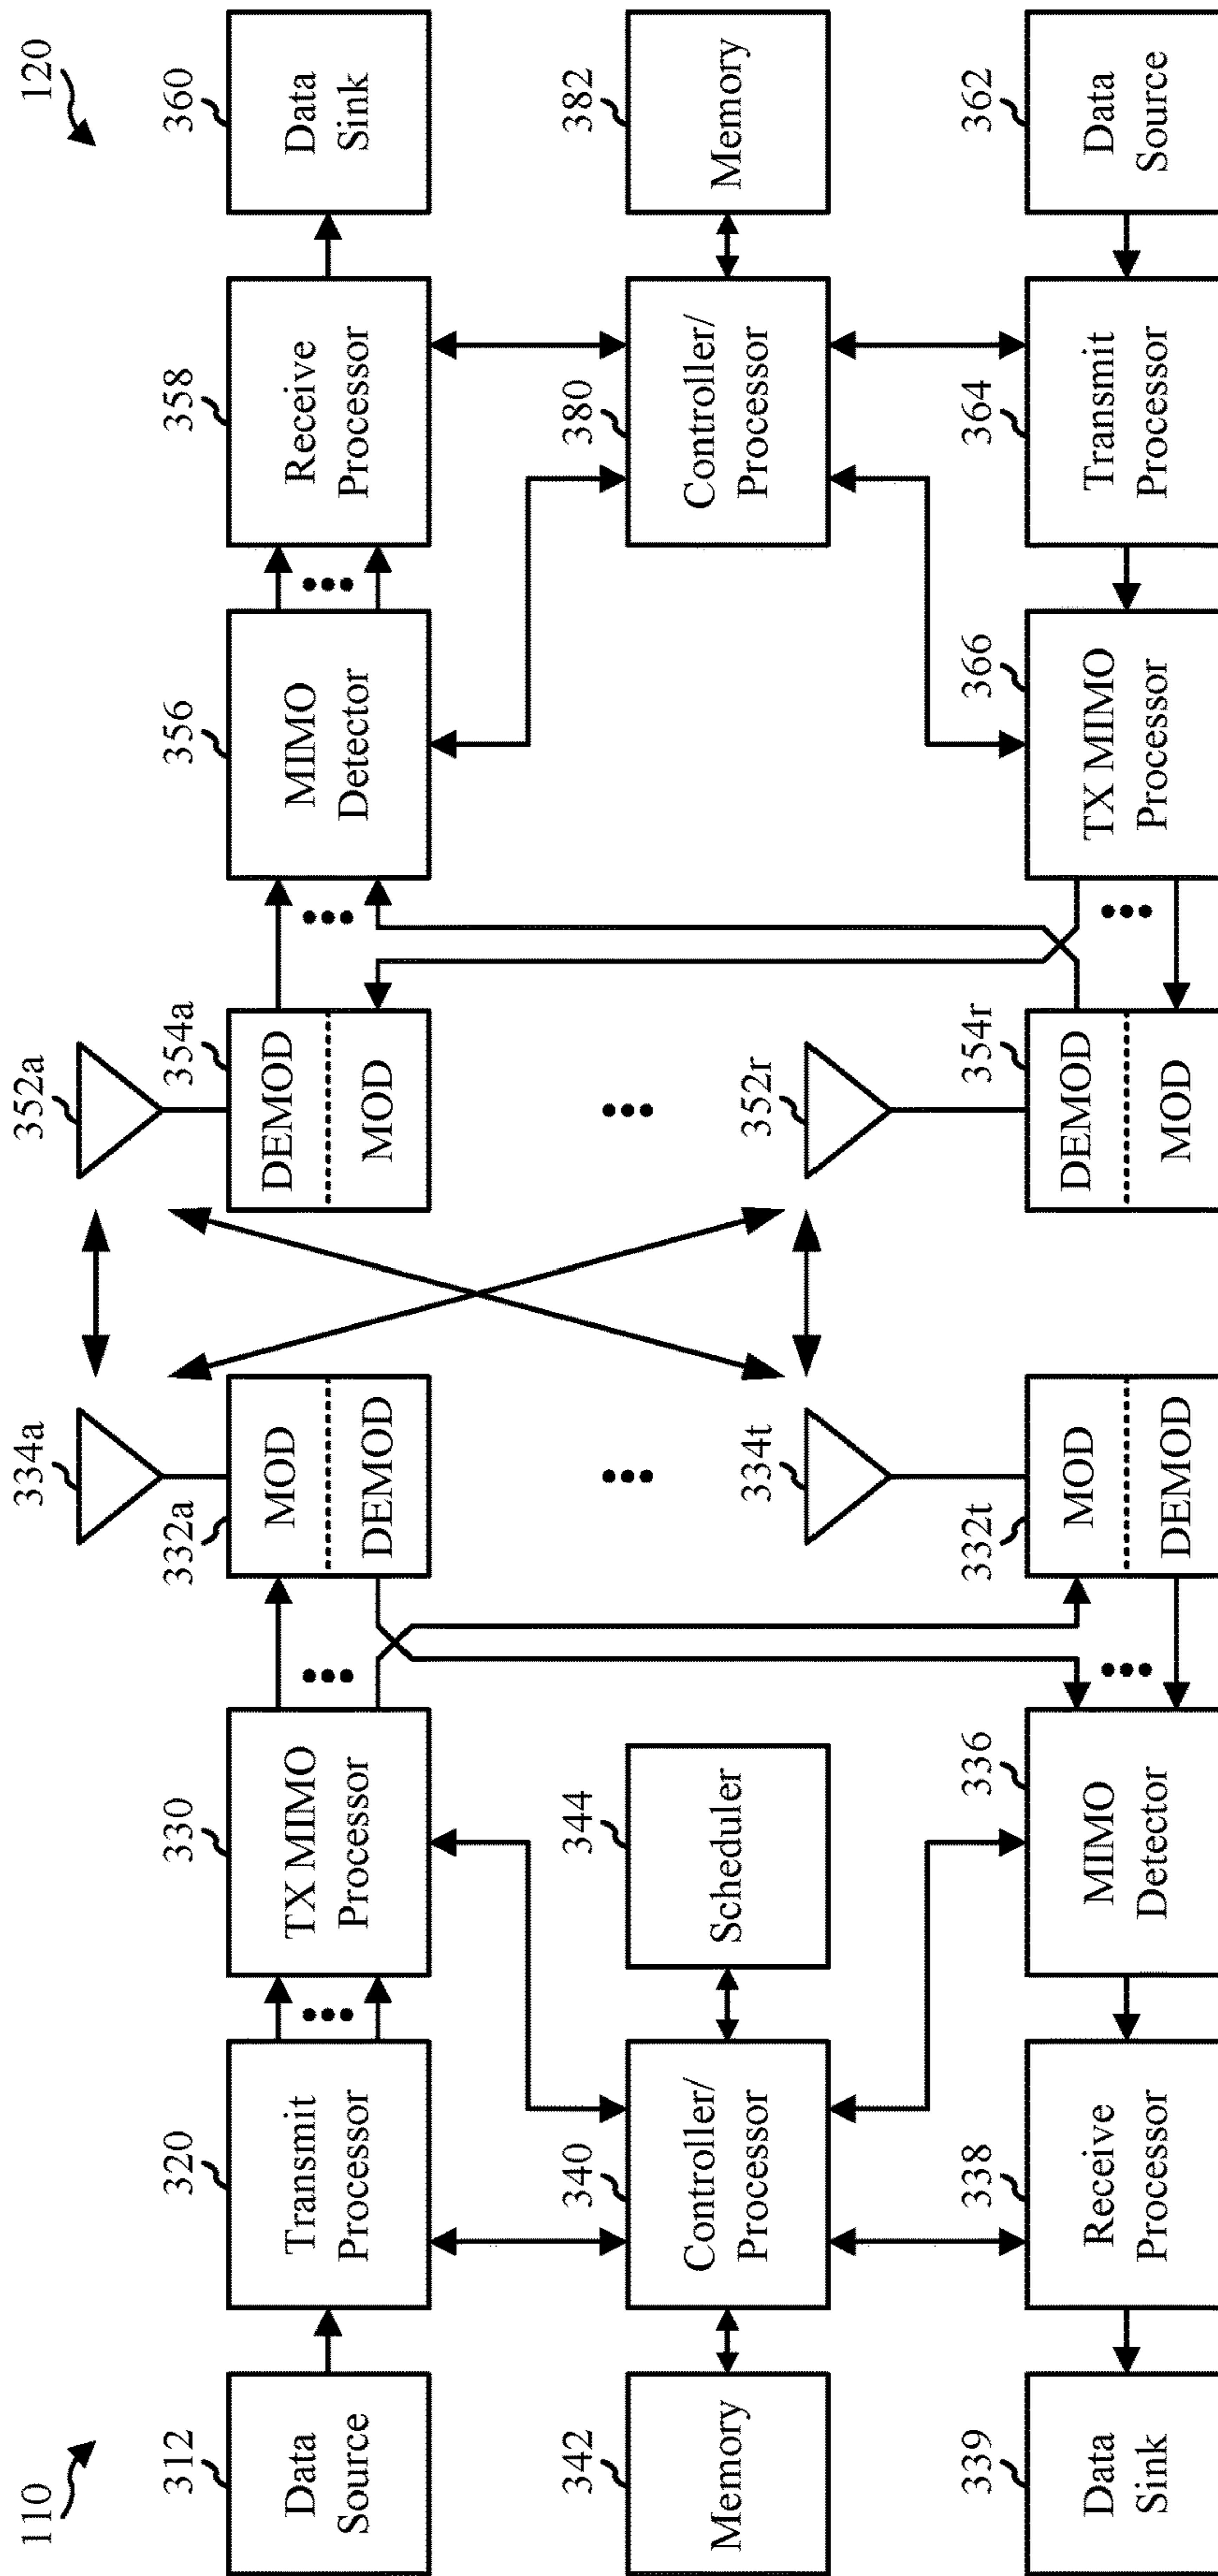 110
120
334a
352a
312
320
330
332a
354a
356
358
360
Data
Source
Transmit
Processor
TX MIMO
Processor
MOD
DEMOD
DEMOD
MOD
MIMO
Detector
Receive
Processor
Data
Sink
342
340
344
380
382
Memory
Controller/
Processor
Scheduler
Controller/
Processor
Memory
334t
352r
339
338
336
332t
354r
366
364
362
Data
Sink
Receive
Processor
MIMO
Detector
MOD
DEMOD
DEMOD
MOD
TX MIMO
Processor
Transmit
Processor
Data
Source